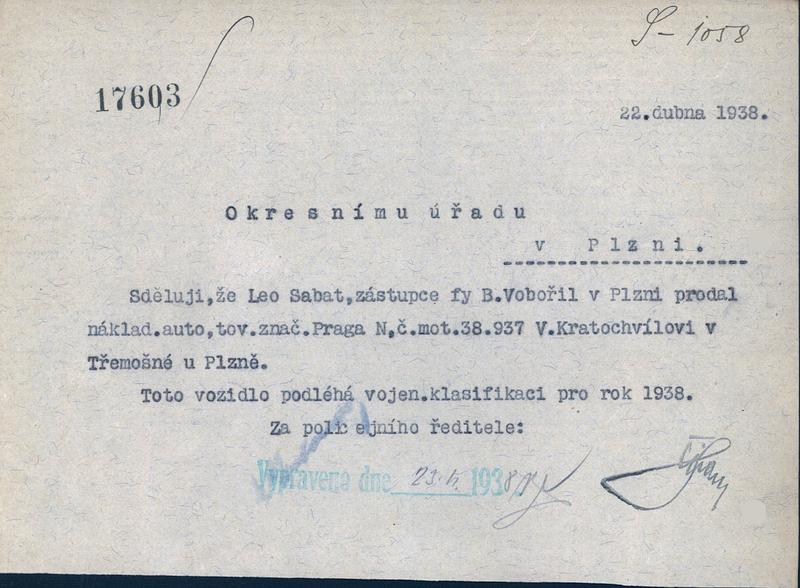 S - 1058
17603
22.dubna 1938.
Okresnímu úřadu
v Plzni.
Sděluji,že Leo Sabat,zástupce fy B.Vobořil v Plzni prodal
náklad.auto,tov.znač.Praga N,č.mot.38.937 V.Kratochvílovi v
Třemošné u Plzně.
Toto vozidlo podléhá vojen.klasifikaci pro rok 1938.
Za policejního ředitele:
Vypraveno dne 23. 1938